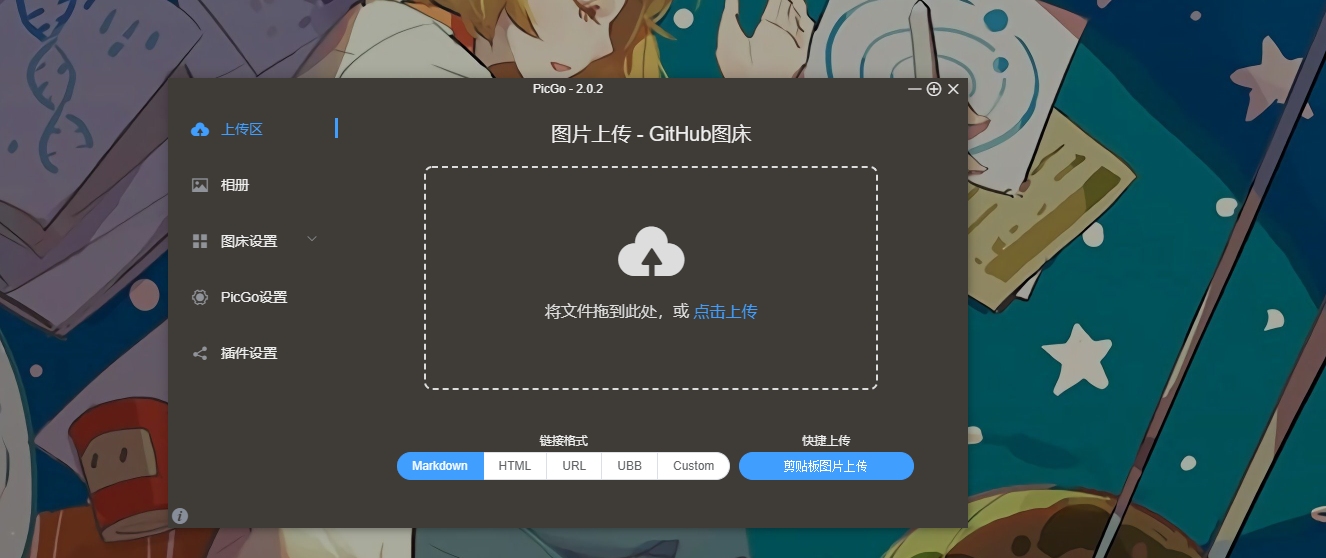 PicGo - 2.0.2
上传区
相册
图床设置
PicGo设置
插件设置
图片上传 - GitHub图床
将文件拖到此处，或 点击上传
链接格式
Markdown HTML URL UBB Custom
快捷上传
剪贴板图片上传